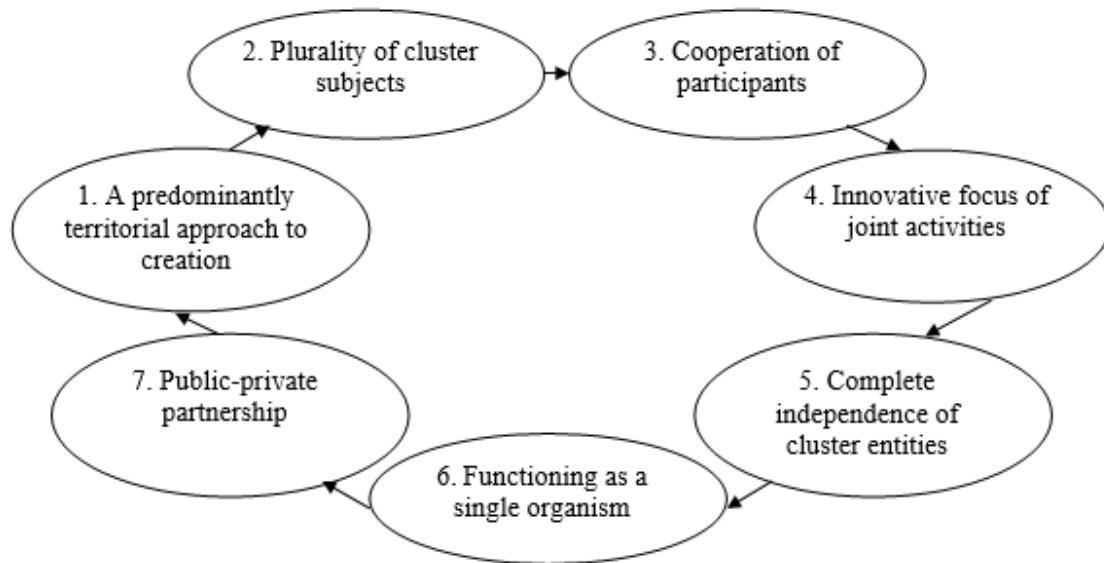 1. A predominantly
territorial approach to
creation
2. Plurality of cluster
subjects
3. Cooperation of
participants
4. Innovative focus of
joint activities
5. Complete
independence of
cluster entities
6. Functioning as a
single organism
7. Public-private
partnership